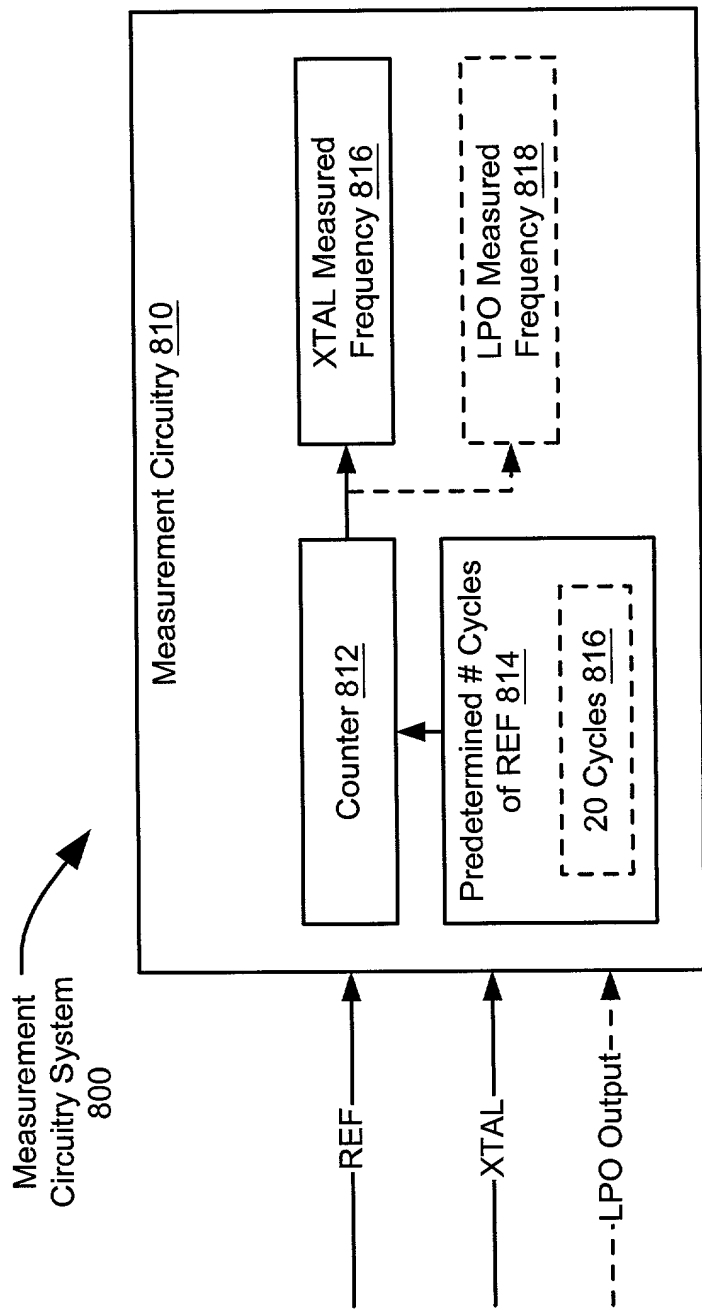 Measurement
Circuitry System
800
REF
XTAL
LPO Output
Measurement Circuitry 810
Counter 812
Predetermined # Cycles
of REF 814
20 Cycles 816
XTAL Measured
Frequency 816
LPO Measured
Frequency 818